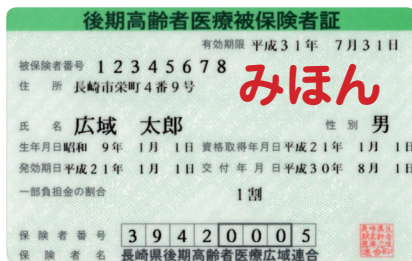 後期高齢者医療被保険者証
有効期限 平成31年 7月31日
被保険者番号 12345678
みほん
住 所 長崎市栄町4番9号
氏 名 広域 太郎 性 別 男
生年月日 昭和 9年 1月 1日 資格取得年月日 平成21年 1月 1日
発効期日 平成21年 1月 1日 交付年月日 平成30年 8月 1日
一部負担金の割合 1割
保険者番号 39420005
保険者名 長崎県後期高齢者医療広域連合